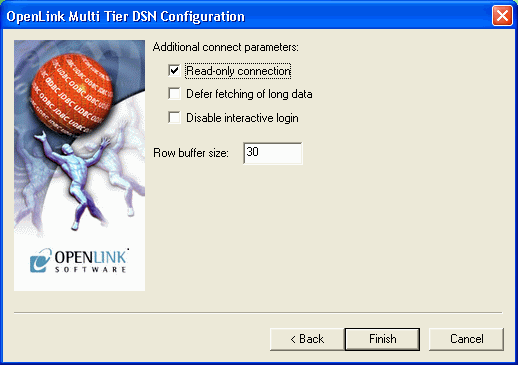 OpenLink Multi Tier DSN Configuration
Additional connect parameters:
Read-only connection
Defer fetching of long data
Disable interactive login
Row buffer size: 30
OPENLINK
SOFTWARE
< Back
Finish
Cancel